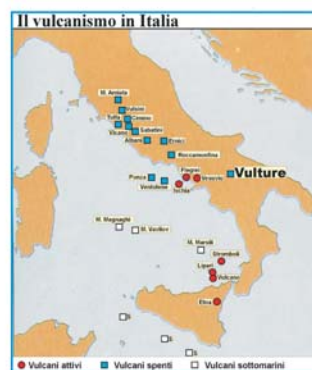 Il vulcanismo in Italia
M. Amiata
Vulsini
Cimino
Tolfa
Vicano
Sabatini
Albani
Ernici
Roccamonfina
Vulture
Ponza
Ventotene
Flegrei
Vesuvio
Ischia
M. Magnaghi
M. Vavilov
M. Marsili
Stromboli
Lipari
Vulcano
Etna
Vulcani attivi
Vulcani spenti
Vulcani sottomarini